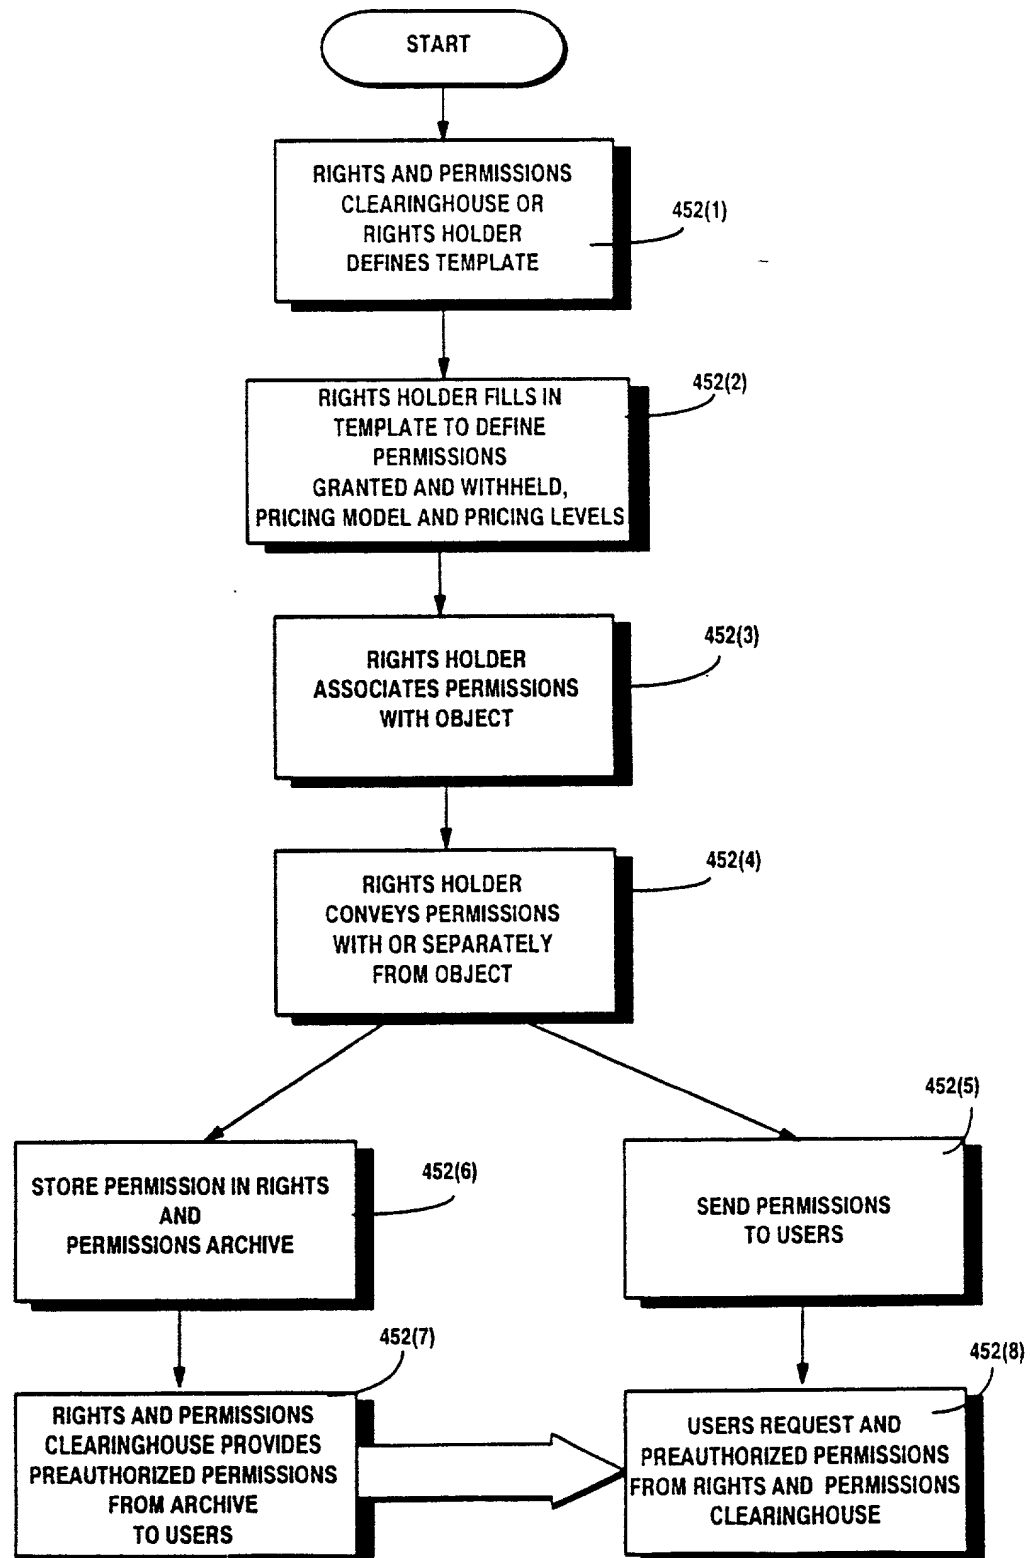 START
RIGHTS AND PERMISSIONS
CLEARINGHOUSE OR
RIGHTS HOLDER
DEFINES TEMPLATE
452(1)
RIGHTS HOLDER FILLS IN
TEMPLATE TO DEFINE
PERMISSIONS
GRANTED AND WITHHELD,
PRICING MODEL AND PRICING LEVELS
452(2)
RIGHTS HOLDER
ASSOCIATES PERMISSIONS
WITH OBJECT
452(3)
RIGHTS HOLDER
CONVEYS PERMISSIONS
WITH OR SEPARATELY
FROM OBJECT
452(4)
STORE PERMISSION IN RIGHTS
AND
PERMISSIONS ARCHIVE
452(6)
SEND PERMISSIONS
TO USERS
452(5)
RIGHTS AND PERMISSIONS
CLEARINGHOUSE PROVIDES
PREAUTHORIZED PERMISSIONS
FROM ARCHIVE
TO USERS
452(7)
USERS REQUEST AND
PREAUTHORIZED PERMISSIONS
FROM RIGHTS AND PERMISSIONS
CLEARINGHOUSE
452(8)